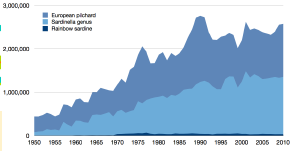 3,000,000
European pilchard
Sardinella genus
Rainbow sardine
2,000,000
1,000,000
0
1950 1955 1960 1965 1970 1975 1980 1985 1990 1995 2000 2005 2010